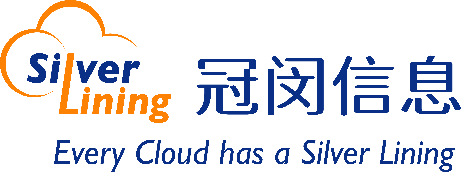 Silver
Lining
冠闵信息
Every Cloud has a Silver Lining